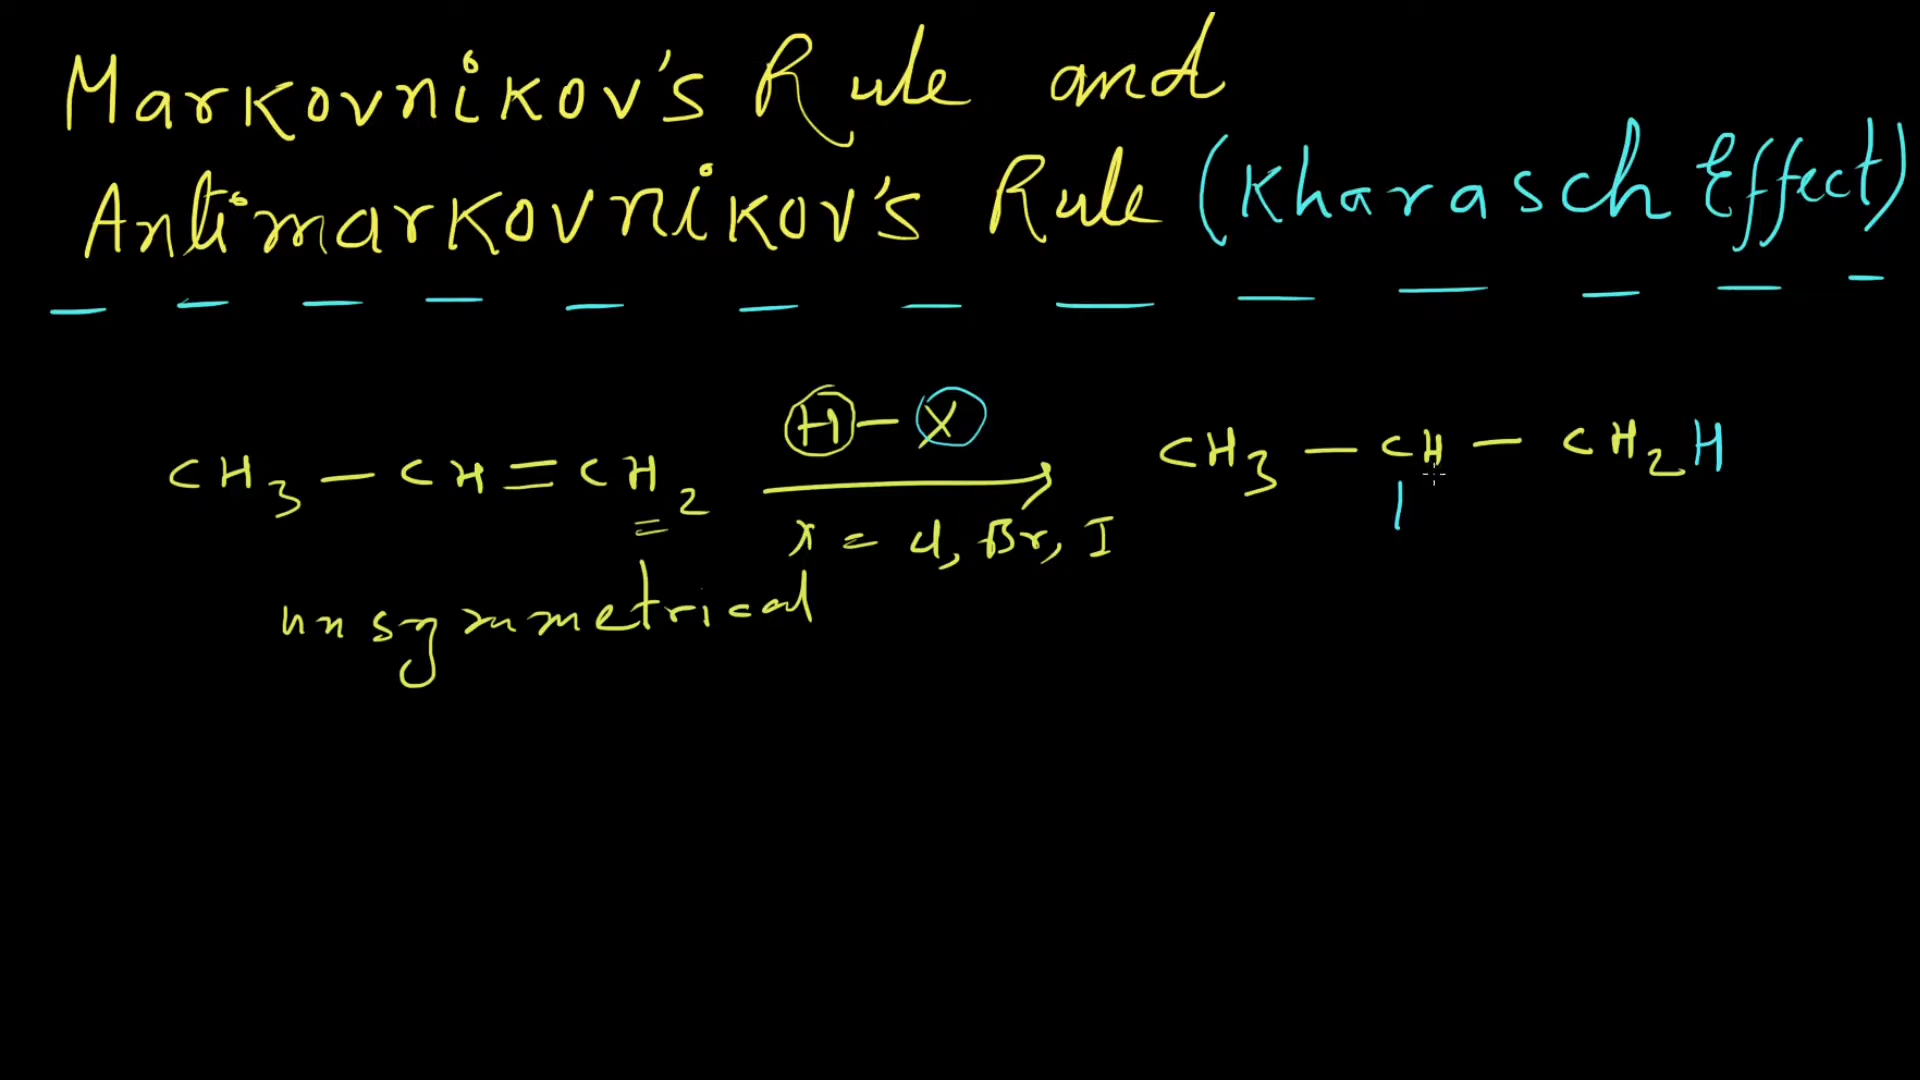 Markovnikov's Rule and
Antimarkovnikov's Rule (Kharasch Effect)
H - X
CH3 - CH = CH2 → CH3 - CH - CH2H
X = Cl, Br, I
unsymmetrical